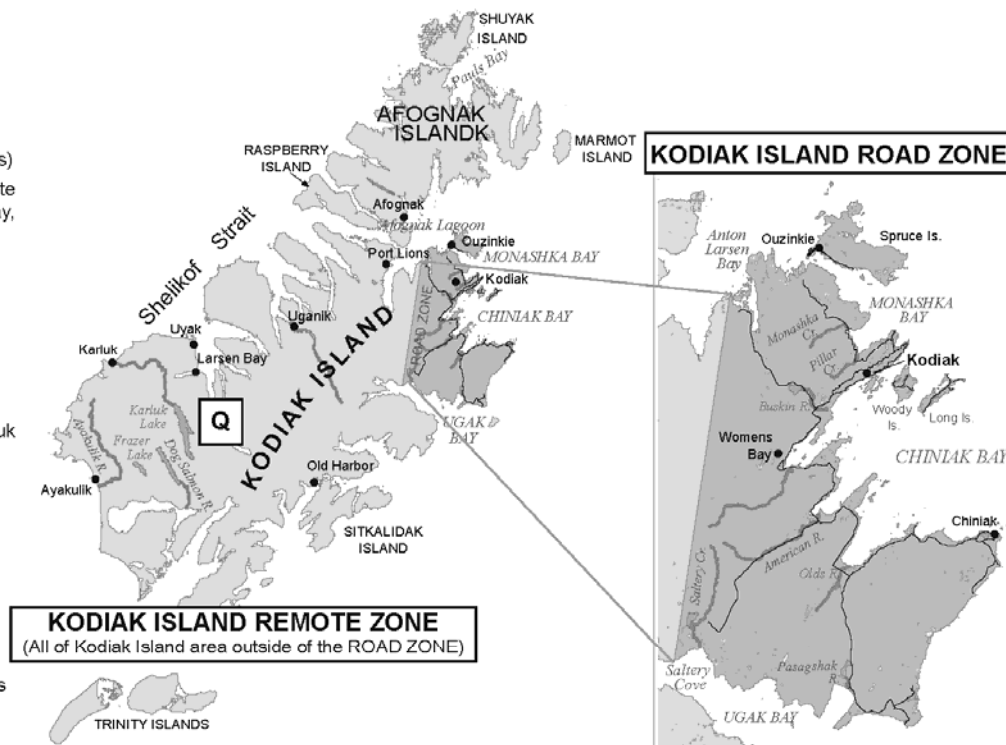 SHUYAK
ISLAND
Pauls Bay
AFOGNAK
ISLANDK
MARMOT
ISLAND
RASPBERRY
ISLAND
s)
te
y,
Afognak
Afognak Lagoon
Ouzinkie
MONASHKA BAY
Port Lions
Kodiak
Shelikof Strait
ROAD ZONE
CHINIAK BAY
Uganik
Uyak
Karluk
Larsen Bay
KODIAK ISLAND
Karluk
Lake
Q
UGAK
BAY
uk
Ayakulik R.
Frazer
Lake
Dog Salmon R.
Old Harbor
Ayakulik
SITKALIDAK
ISLAND
KODIAK ISLAND REMOTE ZONE
(All of Kodiak Island area outside of the ROAD ZONE)
s
TRINITY ISLANDS
KODIAK ISLAND ROAD ZONE
Anton
Larsen
Bay
Ouzinkie
Spruce Is.
MONASHKA
BAY
Monashka
Cr.
Pillar
Cr.
Kodiak
Buskin R.
Woody
Is.
Long Is.
Womens
Bay
CHINIAK BAY
Chiniak
American R.
Olds R.
Saltery Cr.
Pasagshak
R.
Saltery
Cove
UGAK BAY